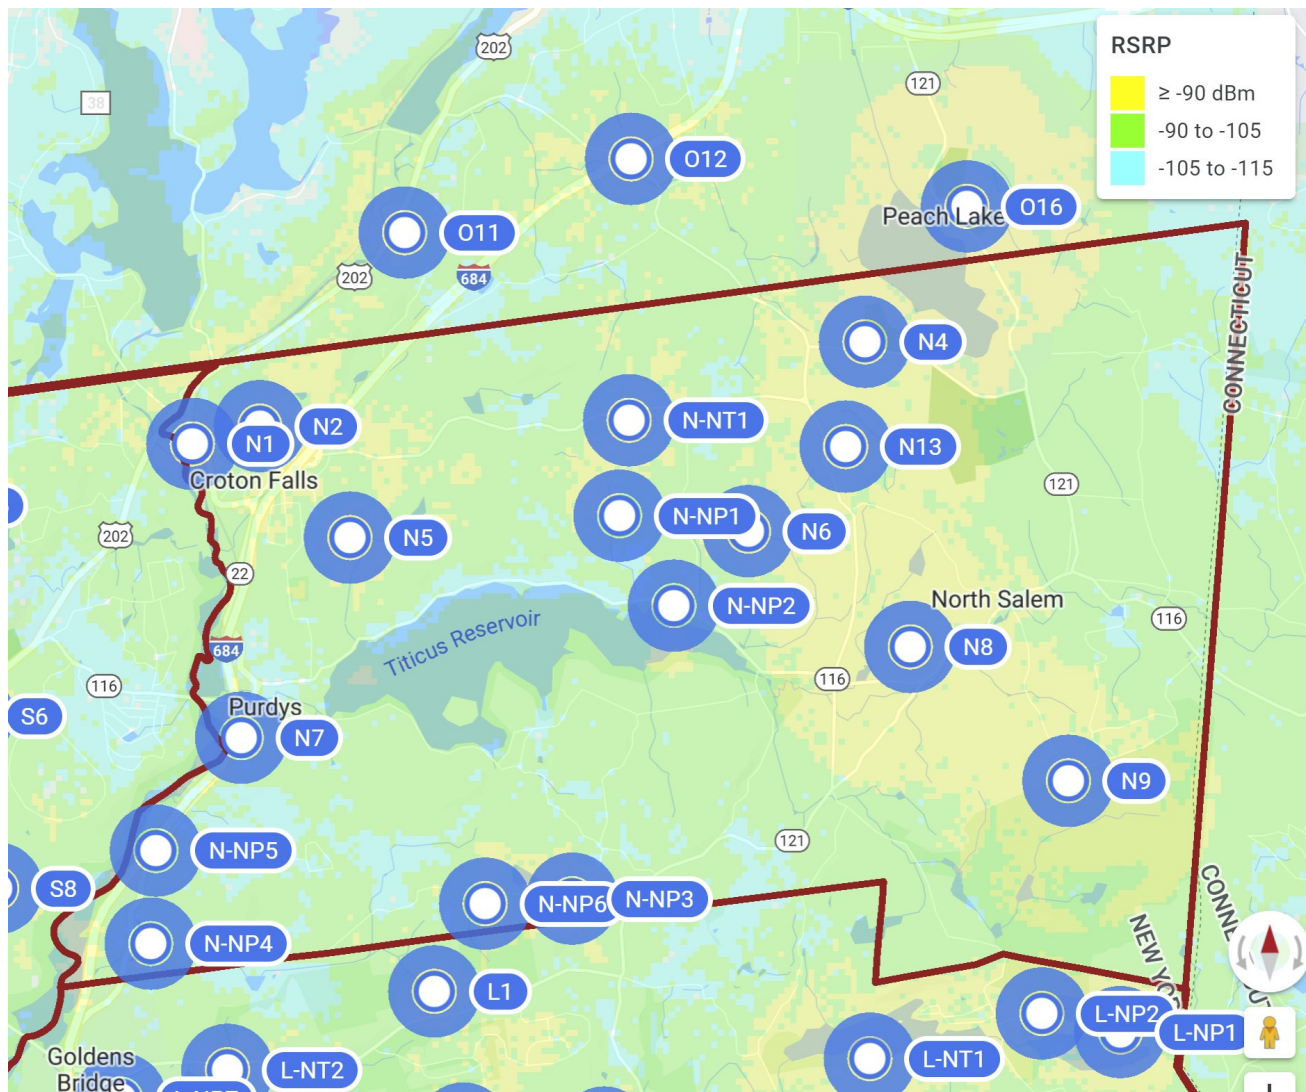 RSRP
≥ -90 dBm
-90 to -105
-105 to -115
202
121
38
O12
O16
Peach Lake
O11
202
684
CONNECTICUT
N4
N-NT1
N2
N1
N13
Croton Falls
121
N-NP1
N6
N5
202
22
N-NP2
North Salem
116
Titicus Reservoir
684
N8
116
116
S6
Purdys
N7
N9
121
N-NP5
S8
N-NP6
N-NP3
N-NP4
L1
L-NP2
L-NP1
Goldens
Bridge
L-NT2
L-NT1